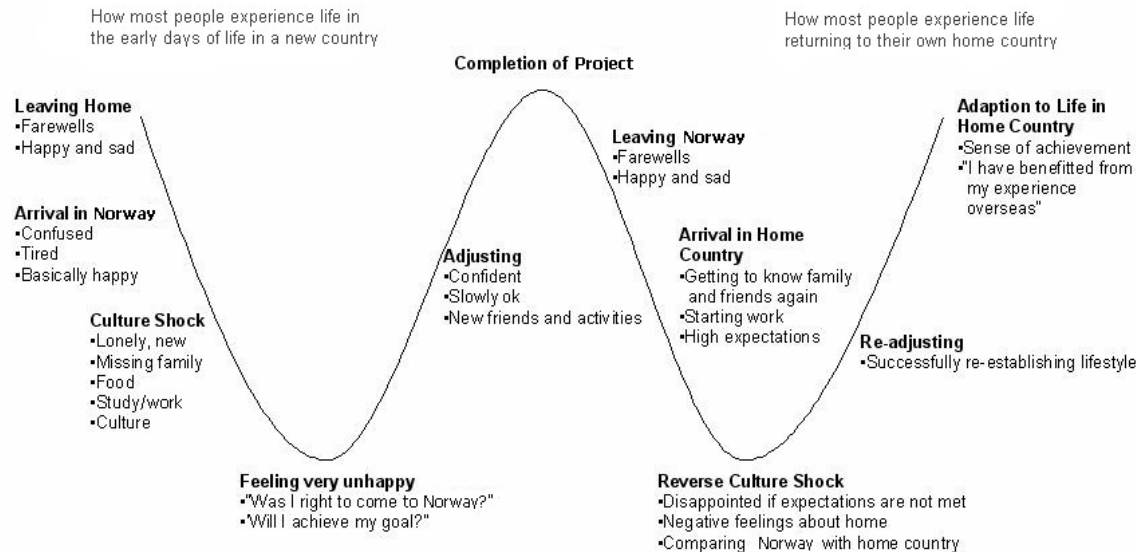 How most people experience life in
the early days of life in a new country
How most people experience life
returning to their own home country
Completion of Project
Leaving Home
▪Farewells
▪Happy and sad
Arrival in Norway
▪Confused
▪Tired
▪Basically happy
Culture Shock
▪Lonely, new
▪Missing family
▪Food
▪Study/work
▪Culture
Feeling very unhappy
▪"Was I right to come to Norway?"
▪"Will I achieve my goal?"
Adjusting
▪Confident
▪Slowly ok
▪New friends and activities
Leaving Norway
▪Farewells
▪Happy and sad
Arrival in Home
Country
▪Getting to know family
and friends again
▪Starting work
▪High expectations
Reverse Culture Shock
▪Disappointed if expectations are not met
▪Negative feelings about home
▪Comparing Norway with home country
Re-adjusting
▪Successfully re-establishing lifestyle
Adaption to Life in
Home Country
▪Sense of achievement
▪"I have benefitted from
my experience
overseas"